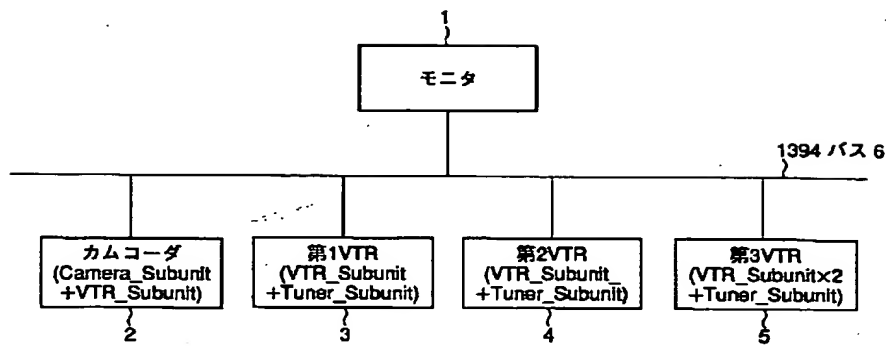 1
モニタ
1394 バス 6
カムコーダ
(Camera_Subunit
+VTR_Subunit)
2
第1VTR
(VTR_Subunit
+Tuner_Subunit)
3
第2VTR
(VTR_Subunit_
+Tuner_Subunit)
4
第3VTR
(VTR_Subunit×2
+Tuner_Subunit)
5